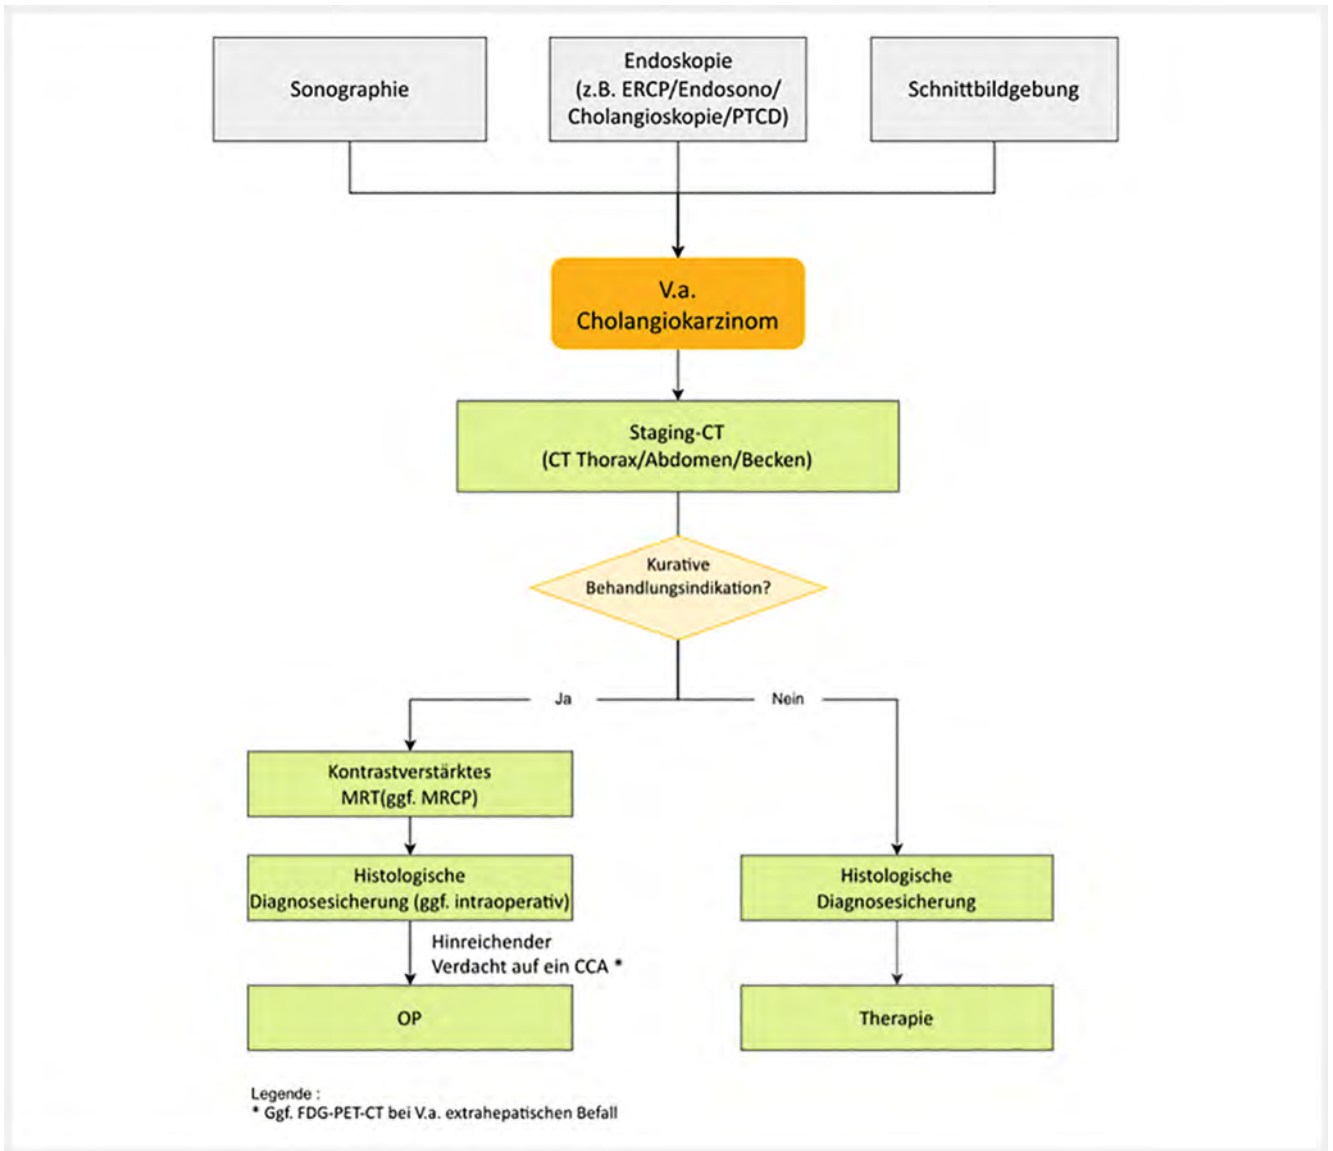 Sonographie
Endoskopie
(z.B. ERCP/Endosono/
Cholangioskopie/PTCD)
Schnittbildgebung
V.a.
Cholangiokarzinom
Staging-CT
(CT Thorax/Abdomen/Becken)
Kurative
Behandlungsindikation?
Ja
Nein
Kontrastverstärktes
MRT(ggf. MRCP)
Histologische
Diagnosesicherung (ggf. intraoperativ)
Histologische
Diagnosesicherung
Hinreichender
Verdacht auf ein CCA *
OP
Therapie
Legende :
* Ggf. FDG-PET-CT bei V.a. extrahepatischen Befall